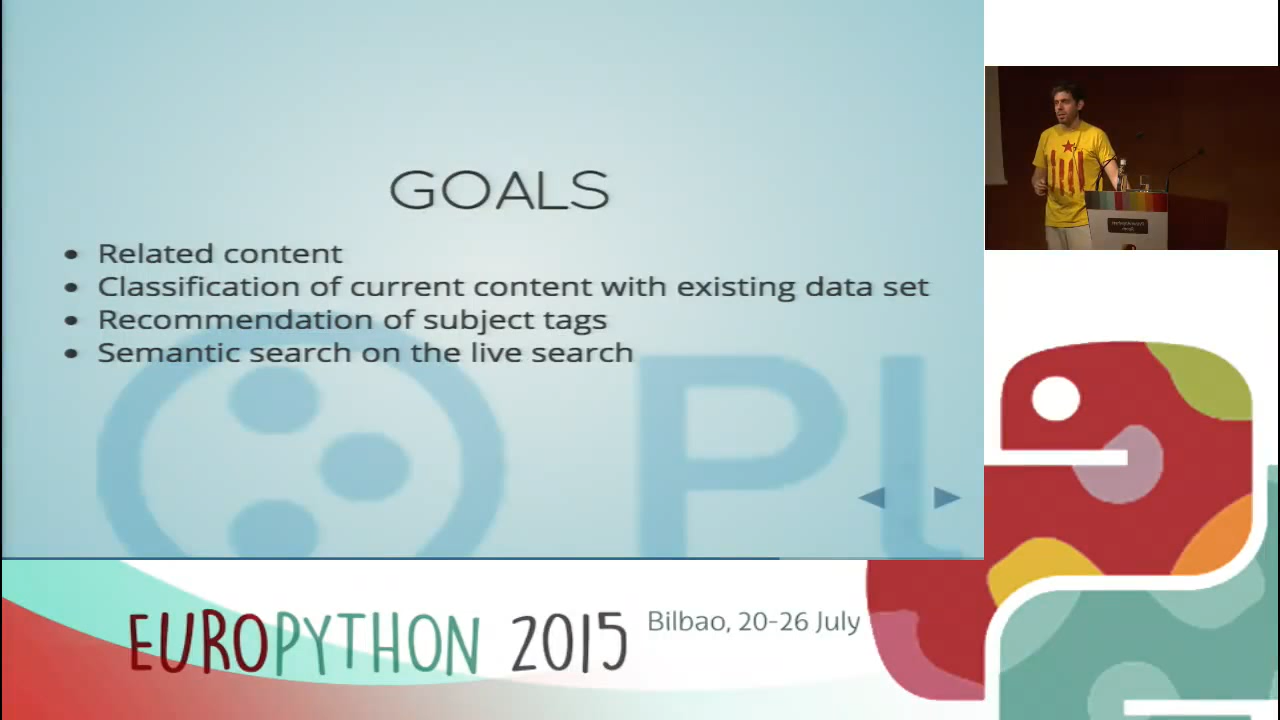 GOALS
• Related content
• Classification of current content with existing data set
• Recommendation of subject tags
• Semantic search on the live search
PL
EUROPYTHON 2015
Bilbao, 20-26 July